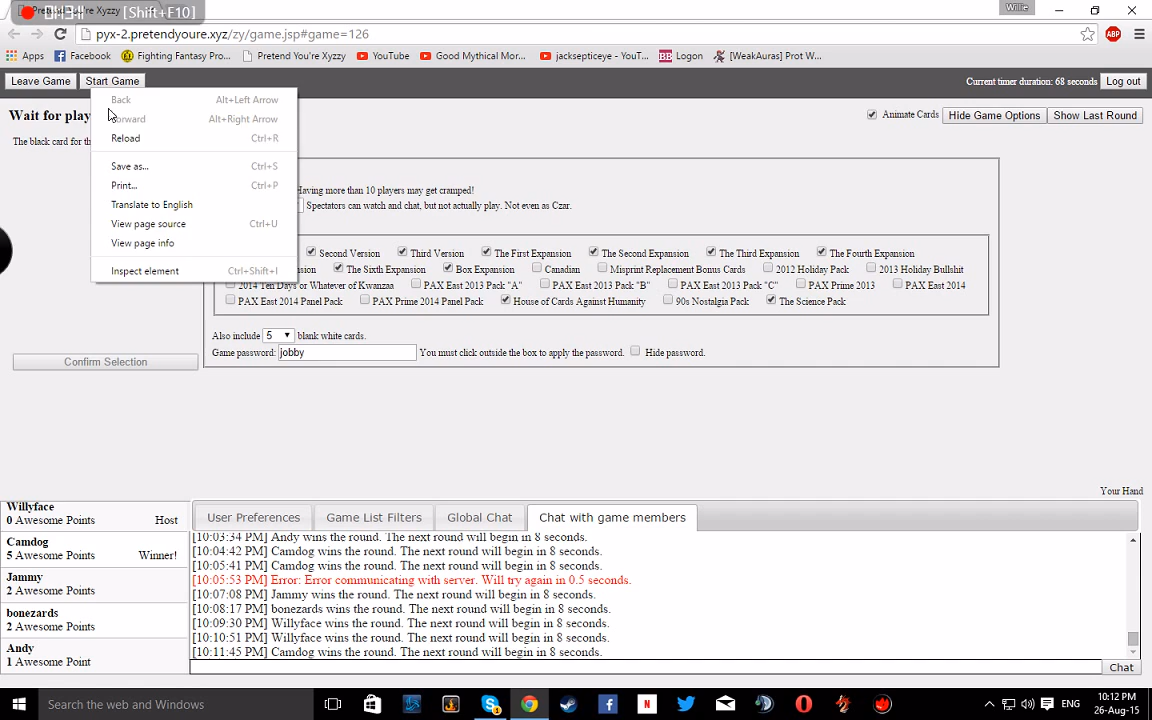 [Shift+F10]
Willie
pyx-2.pretendyoure.xyz/zy/game.jsp#game=126
Apps Facebook Fighting Fantasy Pro... Pretend You're Xyzzy YouTube Good Mythical Mor... jacksepticeye - YouT... Logon [WeakAuras] Prot W...
Leave Game Start Game Current timer duration: 68 seconds Log out
Back Alt+Left Arrow
Wait for play Forward Alt+Right Arrow Animate Cards Hide Game Options Show Last Round
The black card for th Reload Ctrl+R
Save as... Ctrl+S
Print... Ctrl+P Having more than 10 players may get cramped!
Translate to English Spectators can watch and chat, but not actually play. Not even as Czar.
View page source Ctrl+U
View page info
Inspect element Ctrl+Shift+I
Second Version Third Version The First Expansion The Second Expansion The Third Expansion The Fourth Expansion
The Sixth Expansion Box Expansion Canadian Misprint Replacement Bonus Cards 2012 Holiday Pack 2013 Holiday Bullshit
2014 Ten Days or Whatever of Kwanzaa PAX East 2013 Pack "A" PAX East 2013 Pack "B" PAX East 2013 Pack "C" PAX Prime 2013 PAX East 2014
PAX East 2014 Panel Pack PAX Prime 2014 Panel Pack House of Cards Against Humanity 90s Nostalgia Pack The Science Pack
Also include 5 blank white cards.
Game password: jobby You must click outside the box to apply the password. Hide password.
Confirm Selection
Your Hand
Willyface
0 Awesome Points Host
Camdog
5 Awesome Points Winner!
Jammy
2 Awesome Points
bonezards
2 Awesome Points
Andy
1 Awesome Point
User Preferences Game List Filters Global Chat Chat with game members
[10:03:34 PM] Andy wins the round. The next round will begin in 8 seconds.
[10:04:42 PM] Camdog wins the round. The next round will begin in 8 seconds.
[10:05:41 PM] Camdog wins the round. The next round will begin in 8 seconds.
[10:05:53 PM] Error: Error communicating with server. Will try again in 0.5 seconds.
[10:07:08 PM] Jammy wins the round. The next round will begin in 8 seconds.
[10:08:17 PM] bonezards wins the round. The next round will begin in 8 seconds.
[10:09:30 PM] Willyface wins the round. The next round will begin in 8 seconds.
[10:10:51 PM] Willyface wins the round. The next round will begin in 8 seconds.
[10:11:45 PM] Camdog wins the round. The next round will begin in 8 seconds.
Chat
Search the web and Windows
ENG
10:12 PM
26-Aug-15